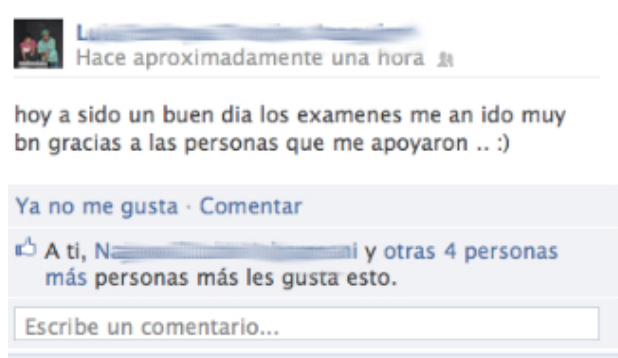 Hace aproximadamente una hora
hoy a sido un buen dia los examenes me an ido muy
bn gracias a las personas que me apoyaron .. :)
Ya no me gusta · Comentar
A ti, y otras 4 personas
más personas más les gusta esto.
Escribe un comentario...